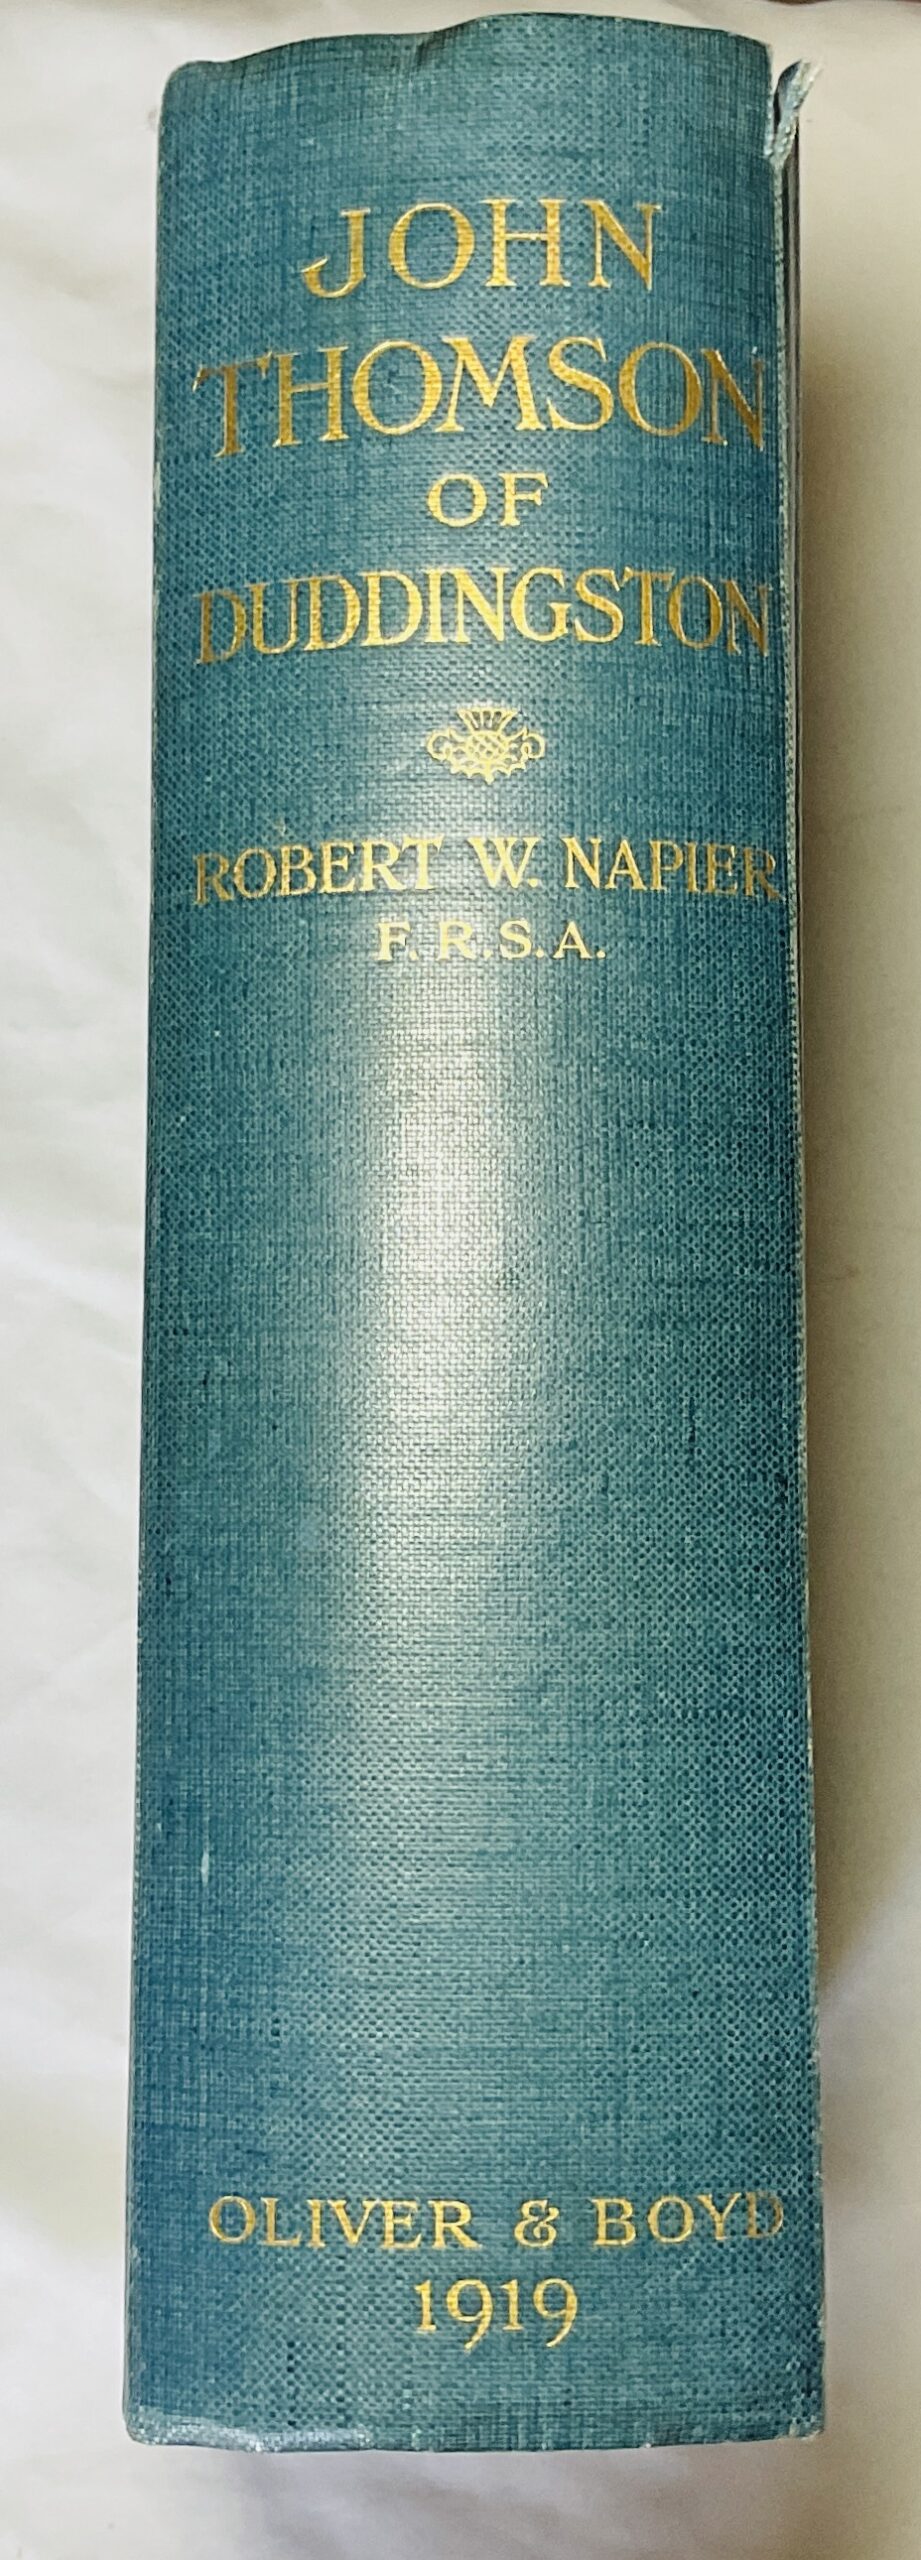 JOHN
THOMSON
OF
DUDDINGSTON
ROBERT W. NAPIER
F.R.S.A.
OLIVER & BOYD
1919